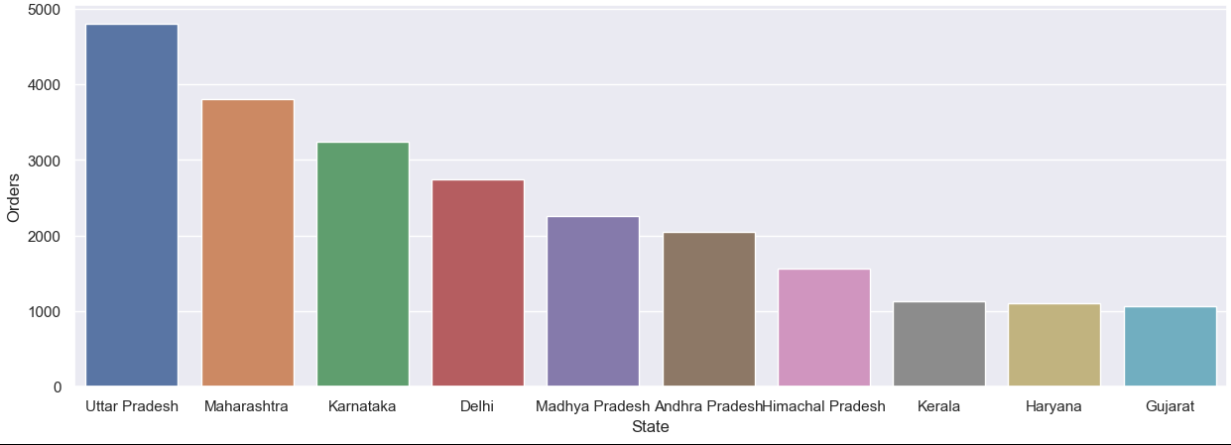 5000
4000
3000
2000
1000
0
Orders
Uttar Pradesh Maharashtra Karnataka Delhi Madhya Pradesh Andhra Pradesh Himachal Pradesh Kerala Haryana Gujarat
State